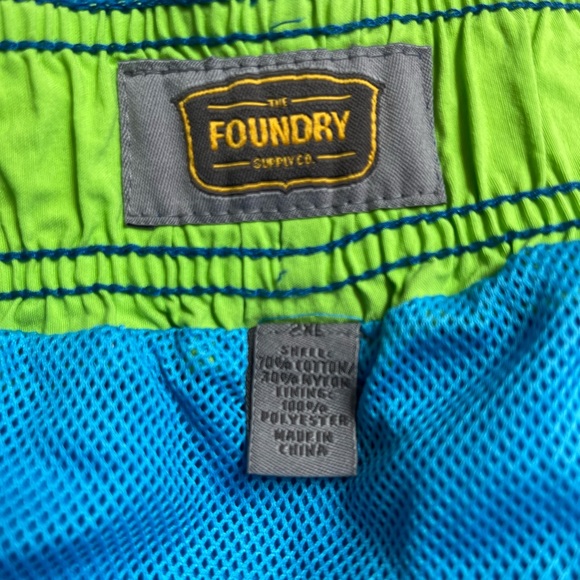 THE
FOUNDRY
SUPPLY CO.
2XL
SHELL:
70% COTTON/
30% NYLON
LINING:
100%
POLYESTER
MADE IN
CHINA